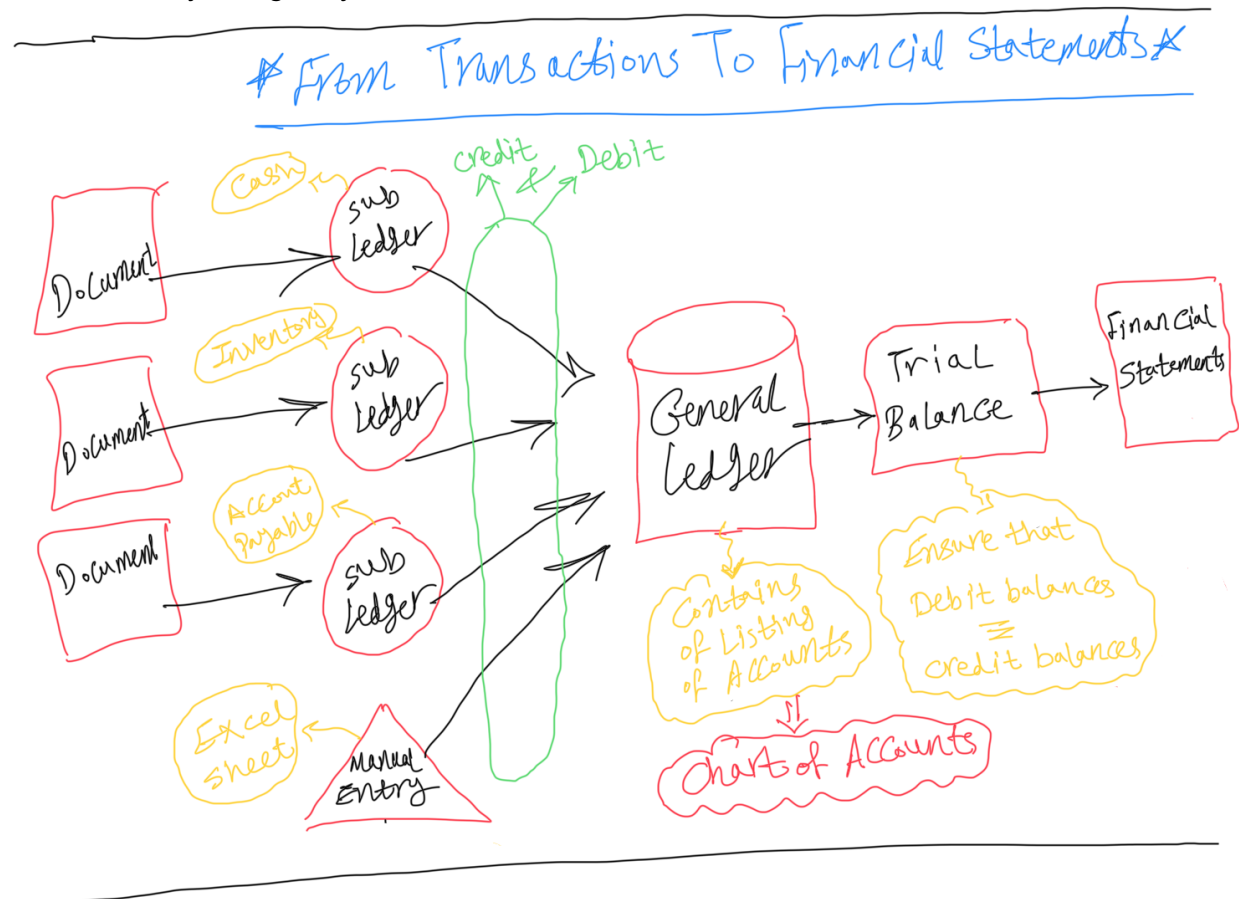 * From Transactions To Financial Statements *
credit & Debit
Cash
sub
ledger
Document
Inventory
sub
ledger
Document
Account
payable
sub
ledger
Document
Excel
sheet
Manual
Entry
General
Ledger
Contains
of Listing
of Accounts
Chart of Accounts
Trial
Balance
Ensure that
Debit balances
=
credit balances
Financial
Statements